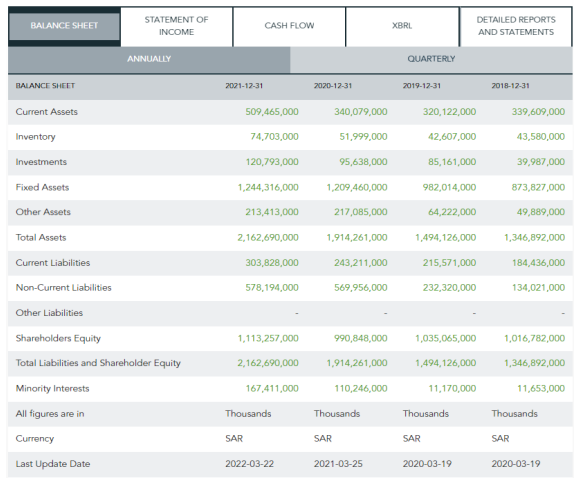 BALANCE SHEET
STATEMENT OF
INCOME
CASH FLOW
XBRL
DETAILED REPORTS
AND STATEMENTS
ANNUALLY QUARTERLY
BALANCE SHEET 2021-12-31 2020-12-31 2019-12-31 2018-12-31
Current Assets 509,465,000 340,079,000 320,122,000 339,609,000
Inventory 74,703,000 51,999,000 42,607,000 43,580,000
Investments 120,793,000 95,638,000 85,161,000 39,987,000
Fixed Assets 1,244,316,000 1,209,460,000 982,014,000 873,827,000
Other Assets 213,413,000 217,085,000 64,222,000 49,889,000
Total Assets 2,162,690,000 1,914,261,000 1,494,126,000 1,346,892,000
Current Liabilities 303,828,000 243,211,000 215,571,000 184,436,000
Non-Current Liabilities 578,194,000 569,956,000 232,320,000 134,021,000
Other Liabilities - - - -
Shareholders Equity 1,113,257,000 990,848,000 1,035,065,000 1,016,782,000
Total Liabilities and Shareholder Equity 2,162,690,000 1,914,261,000 1,494,126,000 1,346,892,000
Minority Interests 167,411,000 110,246,000 11,170,000 11,653,000
All figures are in Thousands Thousands Thousands Thousands
Currency SAR SAR SAR SAR
Last Update Date 2022-03-22 2021-03-25 2020-03-19 2020-03-19